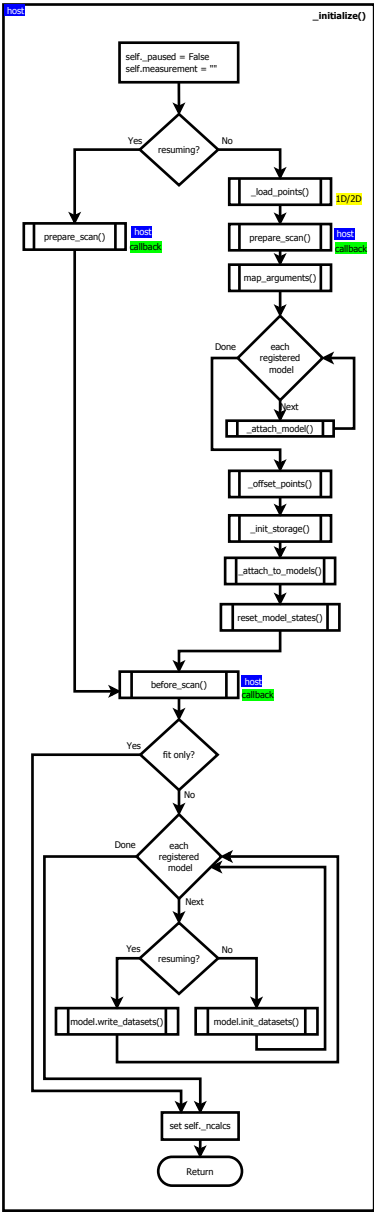 host
_initialize()
self._paused = False
self.measurement = ""
Yes
No
resuming?
_load_points()
1D/2D
prepare_scan()
host
callback
prepare_scan()
host
callback
map_arguments()
Done
each
registered
model
Next
_attach_model()
_offset_points()
_init_storage()
_attach_to_models()
reset_model_states()
before_scan()
host
callback
Yes
fit only?
No
Done
each
registered
model
Next
Yes
No
resuming?
model.write_datasets()
model.init_datasets()
set self._ncalcs
Return